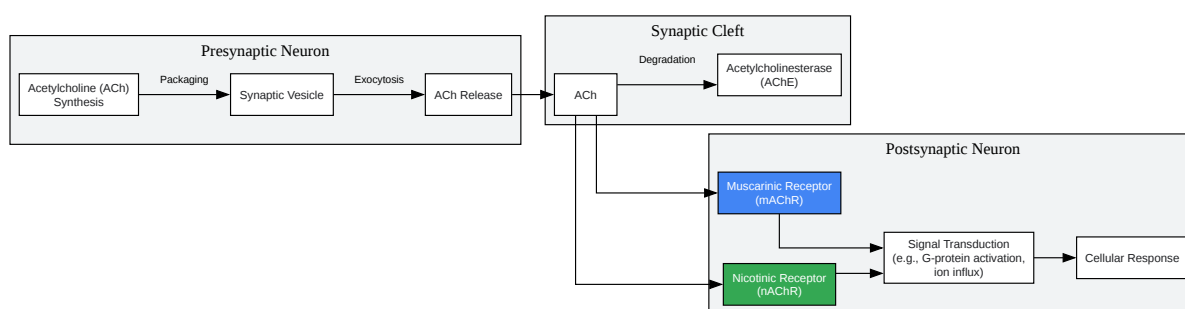 Presynaptic Neuron
Acetylcholine (ACh)
Synthesis
Packaging
Synaptic Vesicle
Exocytosis
ACh Release
Synaptic Cleft
ACh
Degradation
Acetylcholinesterase
(AChE)
Postsynaptic Neuron
Muscarinic Receptor
(mAChR)
Nicotinic Receptor
(nAChR)
Signal Transduction
(e.g., G-protein activation,
ion influx)
Cellular Response